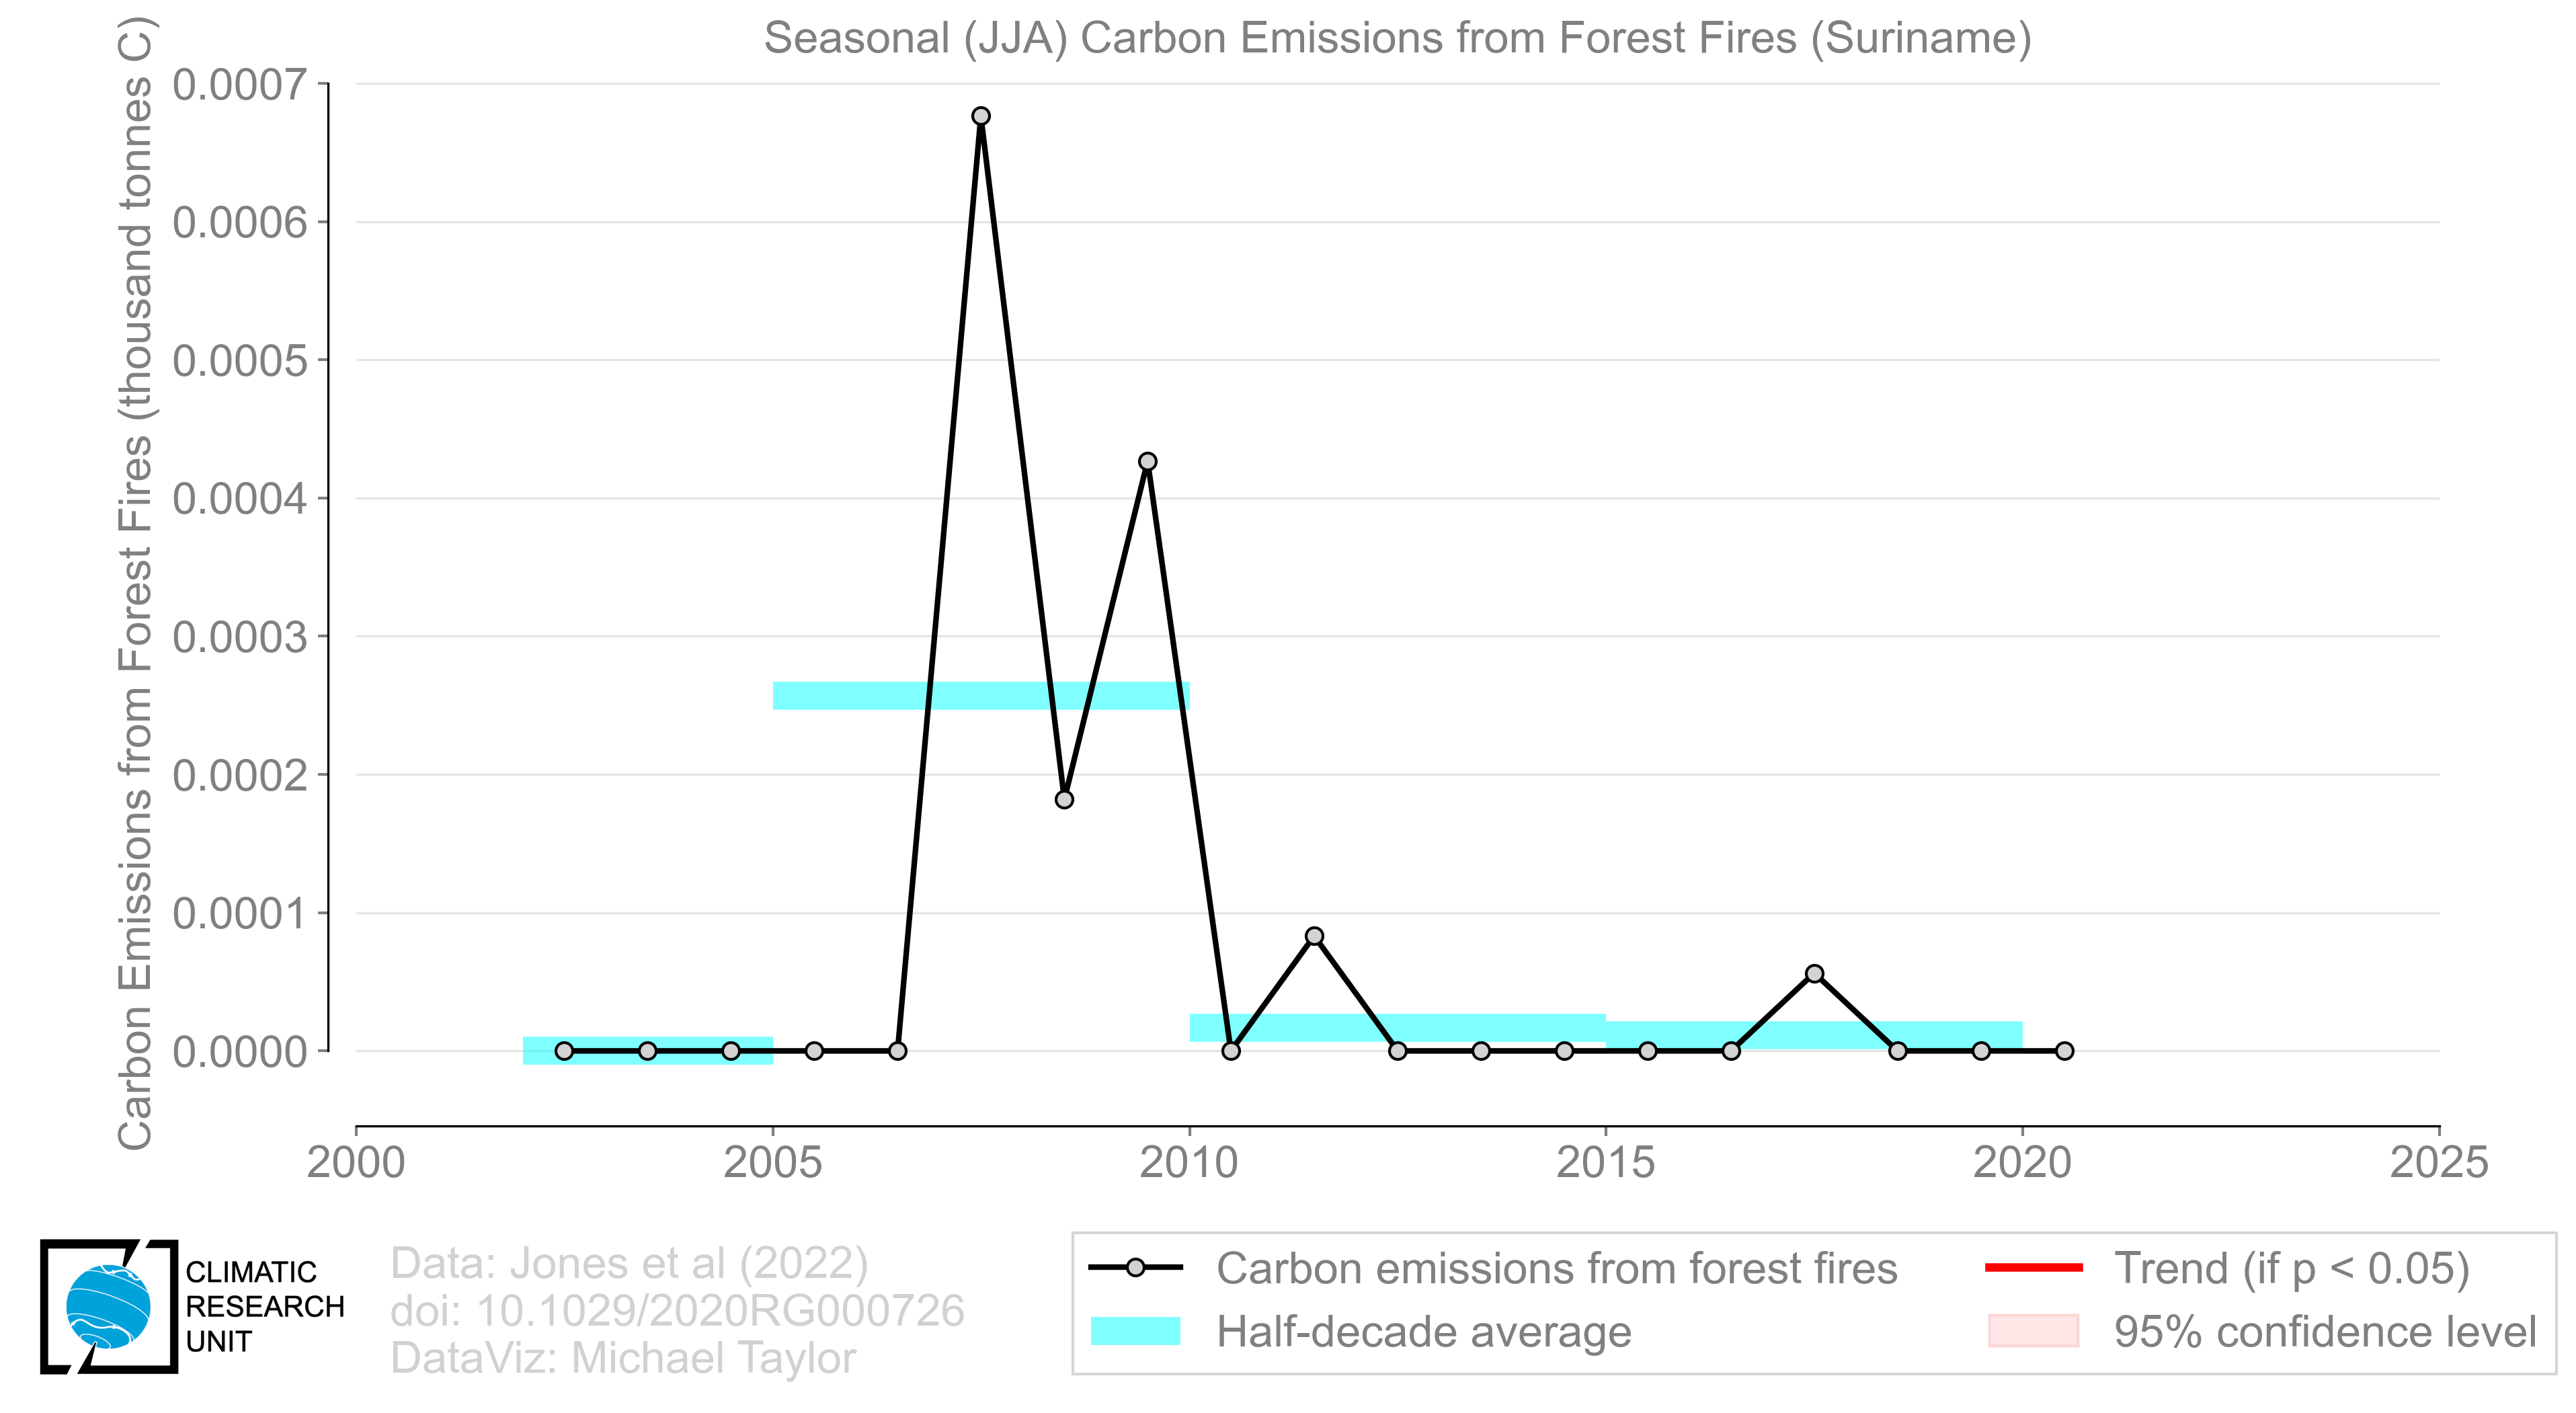 Seasonal (JJA) Carbon Emissions from Forest Fires (Suriname)
Carbon Emissions from Forest Fires (thousand tonnes C)
0.0007
0.0006
0.0005
0.0004
0.0003
0.0002
0.0001
0.0000
2000 2005 2010 2015 2020 2025
CLIMATIC
RESEARCH
UNIT
Data: Jones et al (2022)
doi: 10.1029/2020RG000726
DataViz: Michael Taylor
Carbon emissions from forest fires
Half-decade average
Trend (if p < 0.05)
95% confidence level